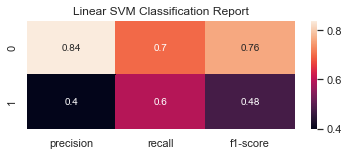 Linear SVM Classification Report
0 0.84 0.7 0.76
1 0.4 0.6 0.48
precision recall f1-score
0.8
0.6
0.4